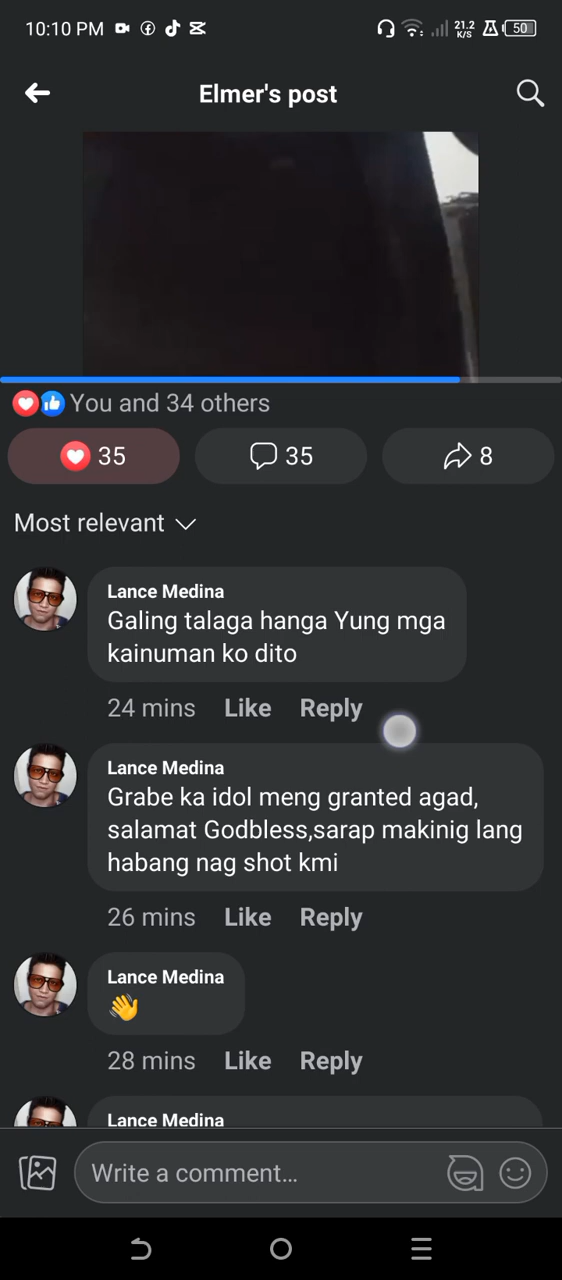 10:10 PM
21.2
K/S
50
Elmer's post
You and 34 others
35
35
8
Most relevant
Lance Medina
Galing talaga hanga Yung mga
kainuman ko dito
24 mins Like Reply
Lance Medina
Grabe ka idol meng granted agad,
salamat Godbless,sarap makinig lang
habang nag shot kmi
26 mins Like Reply
Lance Medina
👋
28 mins Like Reply
Lance Medina
Write a comment...